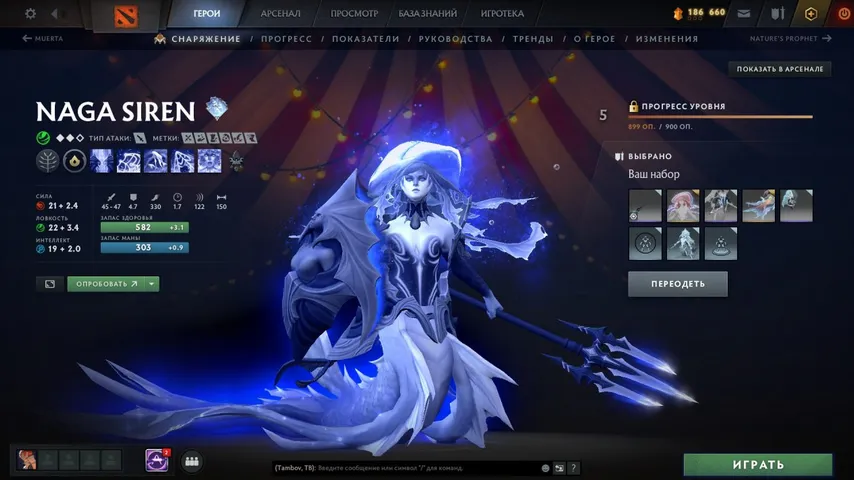 ГЕРОИ АРСЕНАЛ ПРОСМОТР БАЗА ЗНАНИЙ ИГРОТЕКА 186 660
MUERTA СНАРЯЖЕНИЕ / ПРОГРЕСС / ПОКАЗАТЕЛИ / РУКОВОДСТВА / ТРЕНДЫ / О ГЕРОЕ / ИЗМЕНЕНИЯ NATURE'S PROPHET
ПОКАЗАТЬ В АРСЕНАЛЕ
NAGA SIREN
5 ПРОГРЕСС УРОВНЯ
899 ОП. / 900 ОП.
ТИП АТАКИ: МЕТКИ:
ВЫБРАНО
Ваш набор
СИЛА
21 + 2.4
45 - 47 4.7 330 1.7 122 150
ЛОВКОСТЬ
22 + 3.4
ЗАПАС ЗДОРОВЬЯ
582 +3.1
ИНТЕЛЛЕКТ
19 + 2.0
ЗАПАС МАНЫ
303 +0.9
ОПРОБОВАТЬ
ПЕРЕОДЕТЬ
2
(Tambov, TB): Введите сообщение или символ "/" для команд. ?
ИГРАТЬ